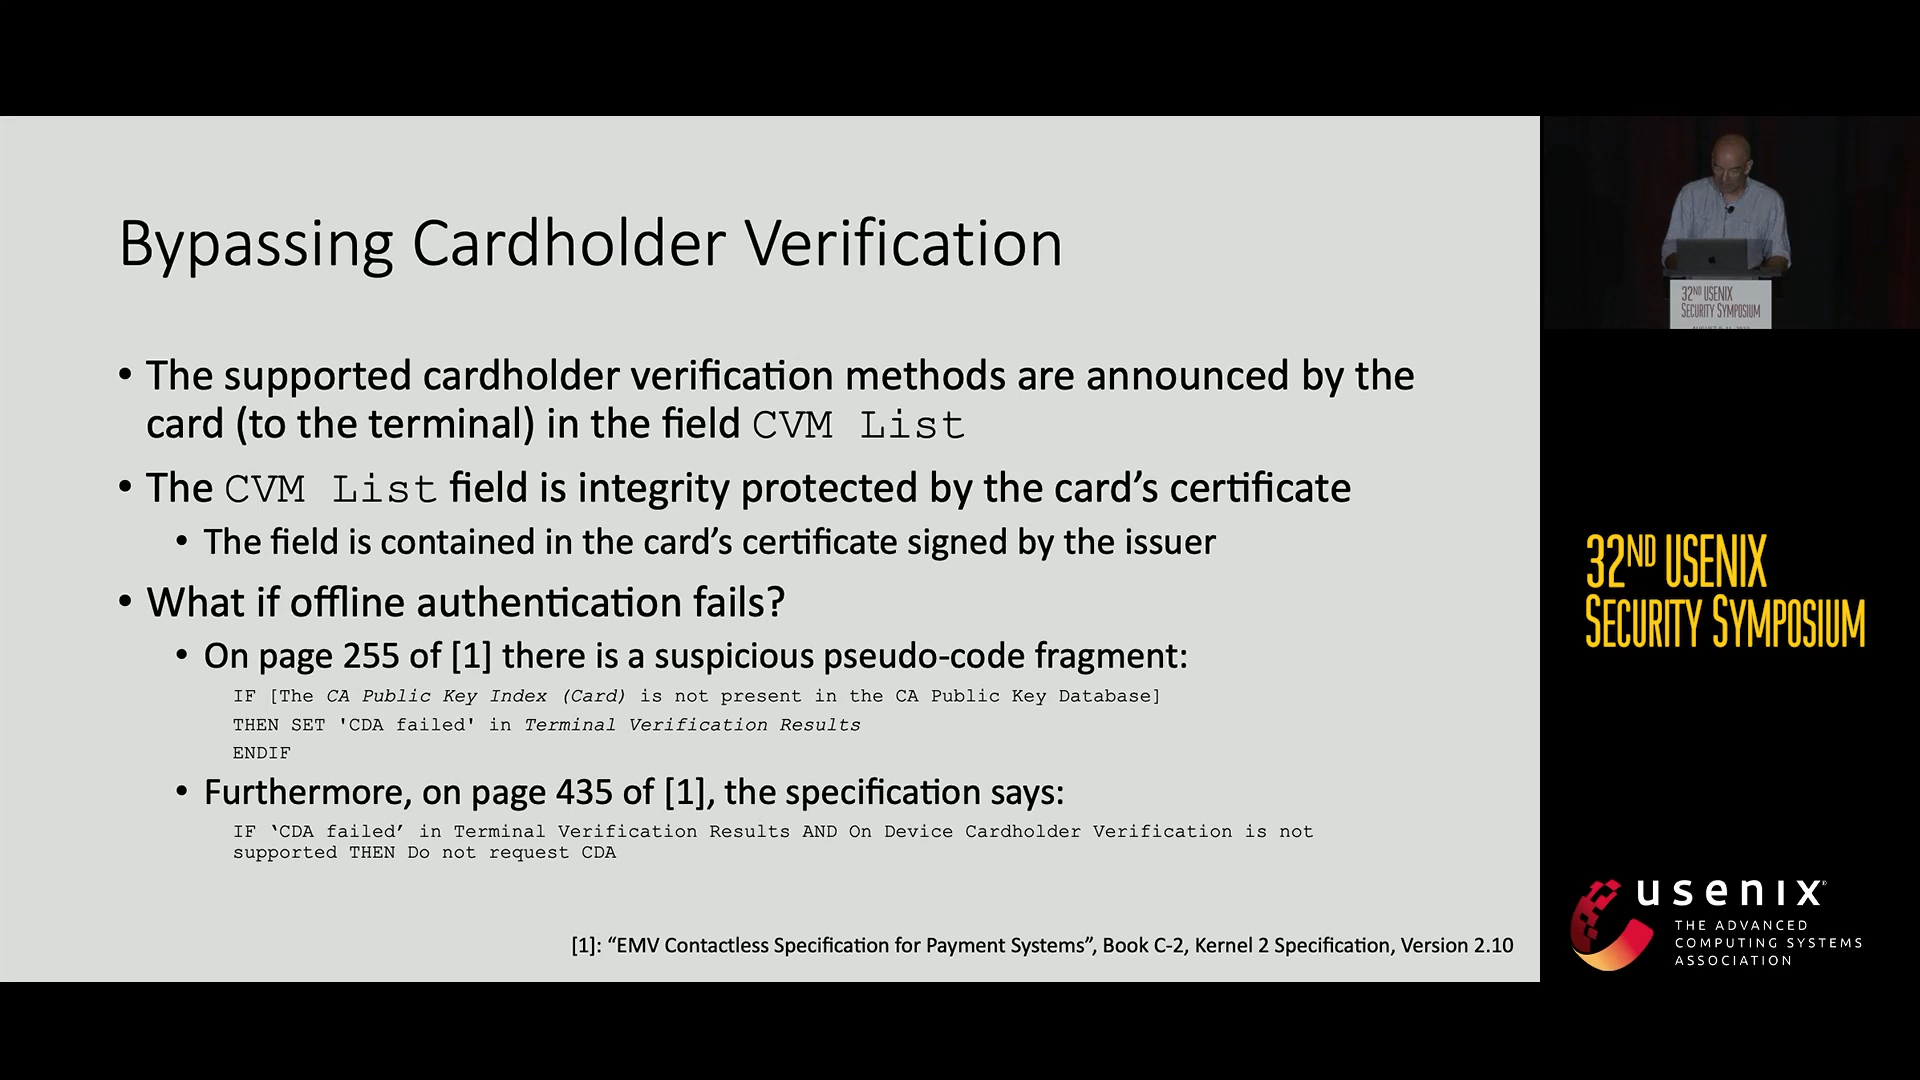 Bypassing Cardholder Verification
• The supported cardholder verification methods are announced by the
card (to the terminal) in the field CVM List
• The CVM List field is integrity protected by the card’s certificate
• The field is contained in the card’s certificate signed by the issuer
• What if offline authentication fails?
• On page 255 of [1] there is a suspicious pseudo-code fragment:
IF [The CA Public Key Index (Card) is not present in the CA Public Key Database]
THEN SET 'CDA failed' in Terminal Verification Results
ENDIF
• Furthermore, on page 435 of [1], the specification says:
IF ‘CDA failed’ in Terminal Verification Results AND On Device Cardholder Verification is not
supported THEN Do not request CDA
[1]: “EMV Contactless Specification for Payment Systems”, Book C-2, Kernel 2 Specification, Version 2.10
32ND USENIX
SECURITY SYMPOSIUM
32ND USENIX
SECURITY SYMPOSIUM
usenix®
THE ADVANCED
COMPUTING SYSTEMS
ASSOCIATION